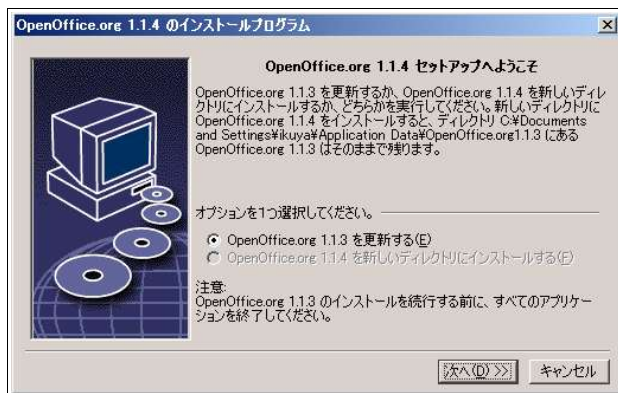 OpenOffice.org 1.1.4 のインストールプログラム
OpenOffice.org 1.1.4 セットアップへようこそ
OpenOffice.org 1.1.3 を更新するか、OpenOffice.org 1.1.4 を新しいディレ
クトリにインストールするか、どちらかを実行してください。新しいディレクトリに
OpenOffice.org 1.1.4 をインストールすると、ディレクトリ C:¥Documents
and Settings¥ikuya¥Application Data¥OpenOffice.org1.1.3 にある
OpenOffice.org 1.1.3 はそのままで残ります。
オプションを1つ選択してください。
OpenOffice.org 1.1.3 を更新する(E)
OpenOffice.org 1.1.4 を新しいディレクトリにインストールする(F)
注意:
OpenOffice.org 1.1.3 のインストールを続行する前に、すべてのアプリケー
ションを終了してください。
次へ(D) >>
キャンセル